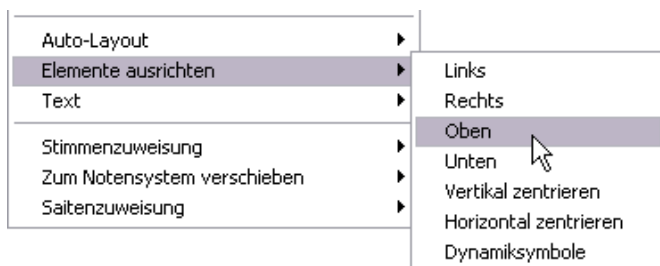 Auto-Layout
Elemente ausrichten
Text
Stimmenzuweisung
Zum Notensystem verschieben
Saitenzuweisung
Links
Rechts
Oben
Unten
Vertikal zentrieren
Horizontal zentrieren
Dynamiksymbole